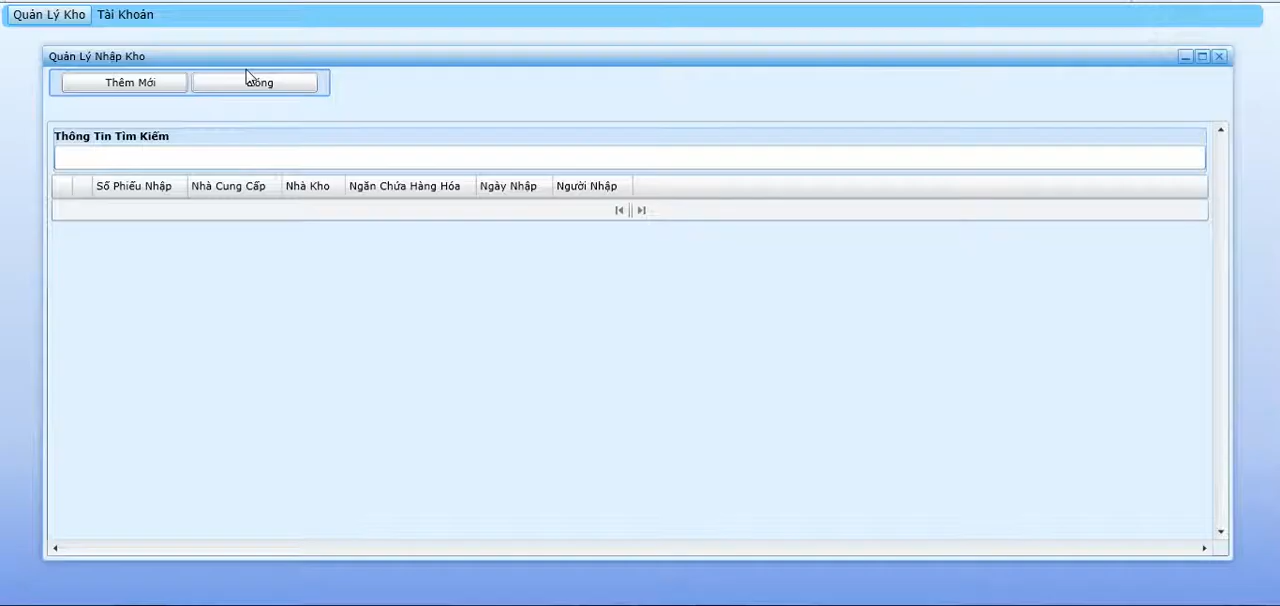 Quản Lý Kho Tài Khoản
Quản Lý Nhập Kho
Thêm Mới
Thông Tin Tìm Kiếm
Số Phiếu Nhập Nhà Cung Cấp Nhà Kho Ngăn Chứa Hàng Hóa Ngày Nhập Người Nhập